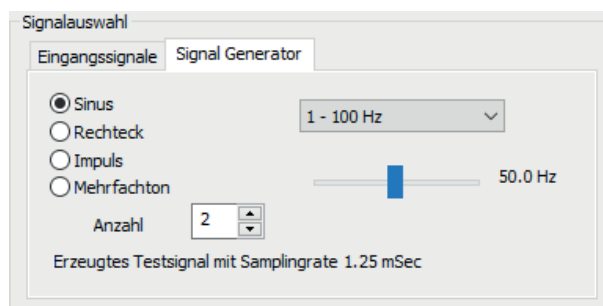 Signalauswahl
Eingangssignale Signal Generator
Sinus
1 - 100 Hz
Rechteck
Impuls
Mehrfachton
50.0 Hz
Anzahl 2
Erzeugtes Testsignal mit Samplingrate 1.25 mSec